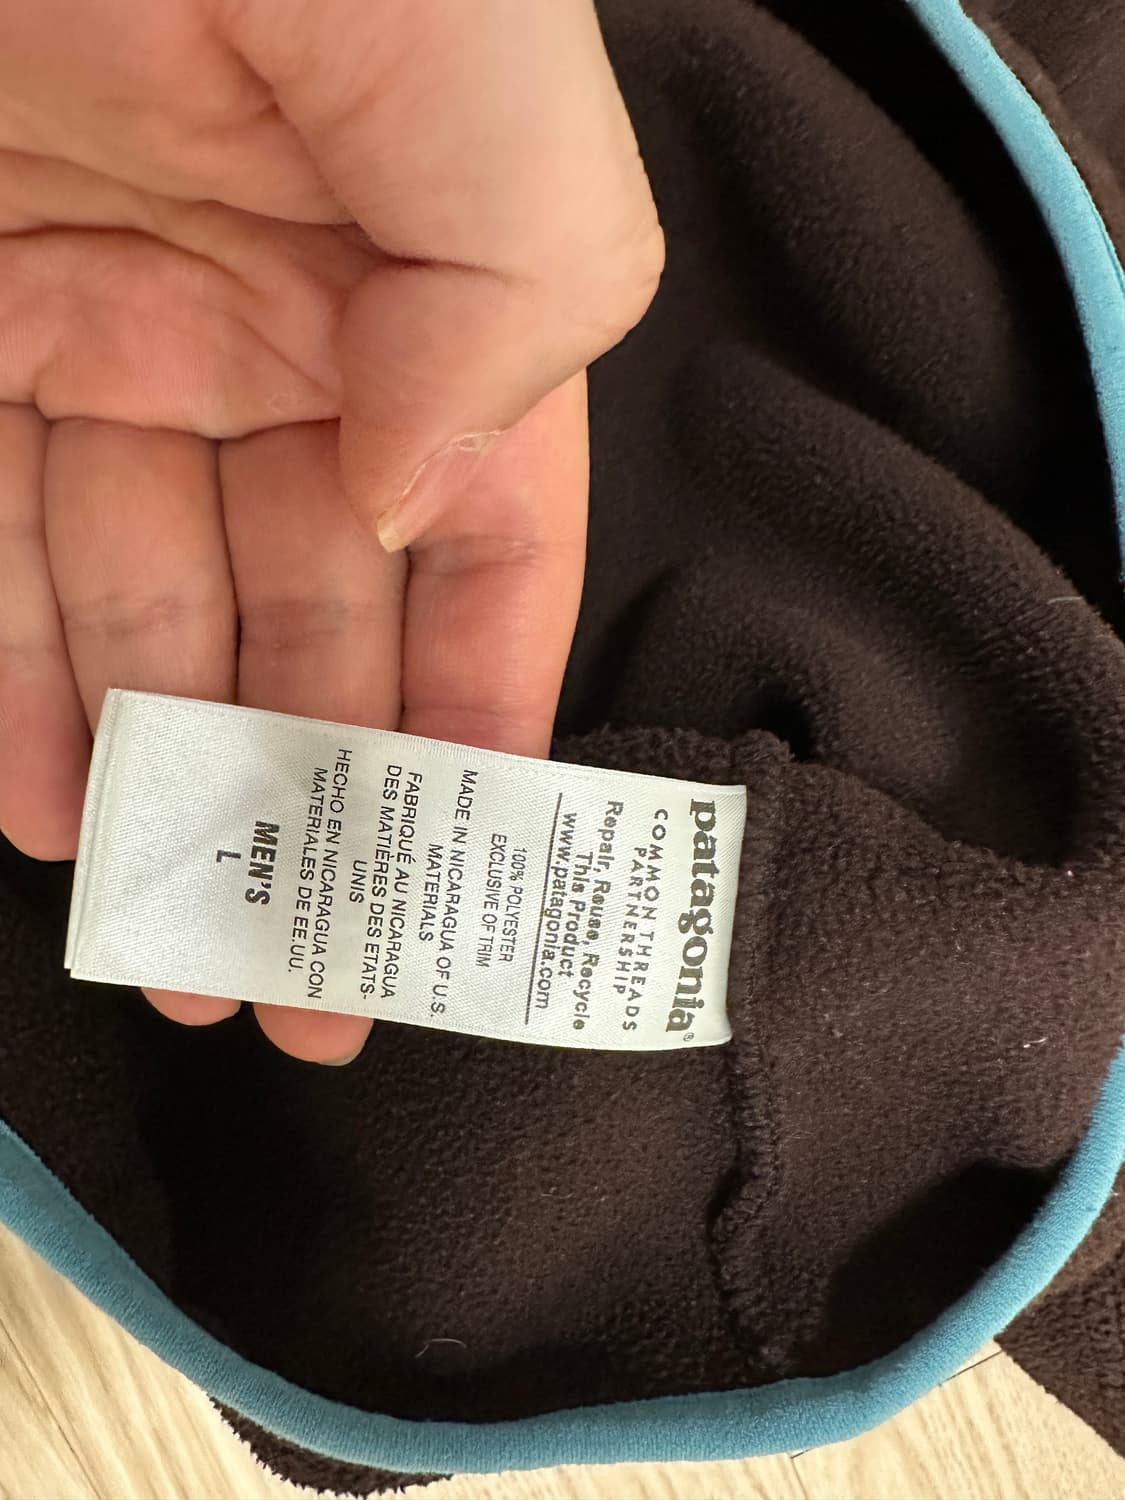 patagonia®
COMMON THREADS
PARTNERSHIP
Repair, Reuse, Recycle
This Product
www.patagonia.com
100% POLYESTER
EXCLUSIVE OF TRIM
MADE IN NICARAGUA OF U.S.
MATERIALS
FABRIQUÉ AU NICARAGUA
DES MATIÈRES DES ETATS-
UNIS
HECHO EN NICARAGUA CON
MATERIALES DE EE.UU.
MEN'S
L